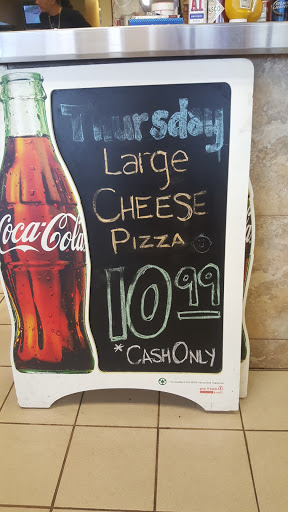 Thursday
Large
CHEESE
PIZZA
10.99
*CASH ONLY
Coca-Cola